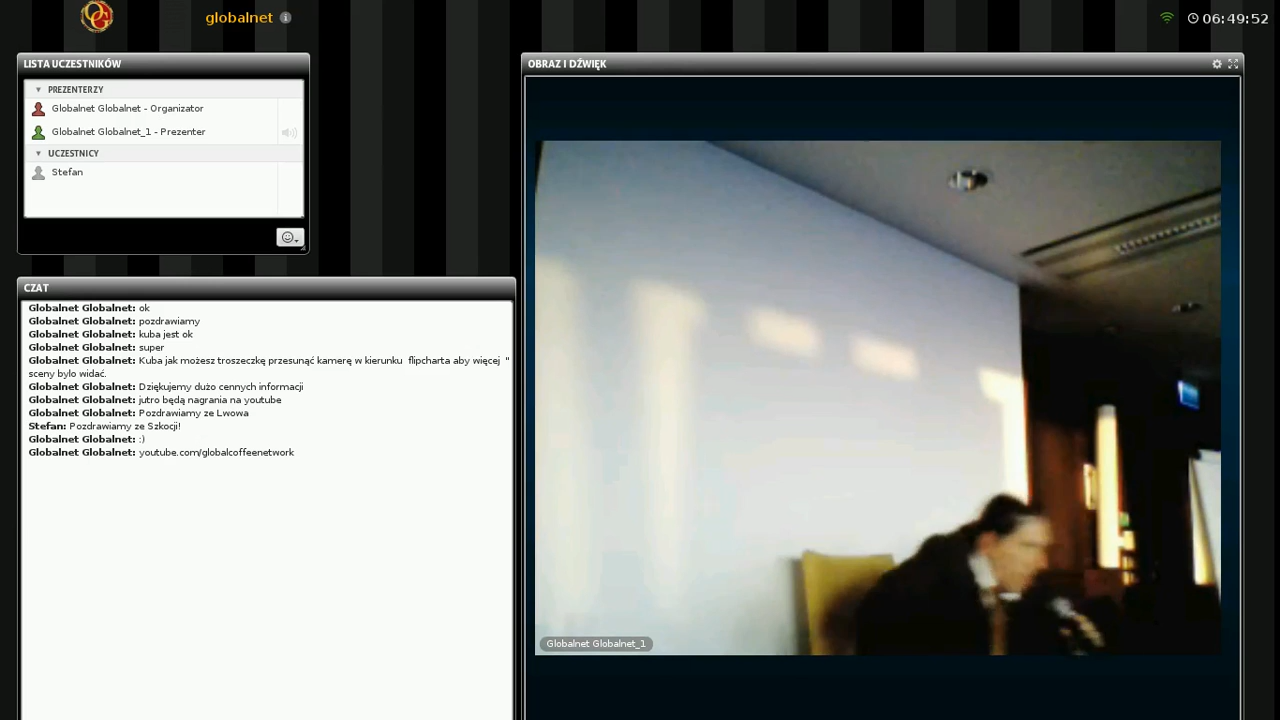 OG
globalnet
06:49:52
LISTA UCZESTNIKÓW
PREZENTERZY
Globalnet Globalnet - Organizator
Globalnet Globalnet_1 - Prezenter
UCZESTNICY
Stefan
CZAT
Globalnet Globalnet: ok
Globalnet Globalnet: pozdrawiamy
Globalnet Globalnet: kuba jest ok
Globalnet Globalnet: super
Globalnet Globalnet: Kuba jak możesz troszeczkę przesunąć kamerę w kierunku  flipcharta aby więcej  "
sceny bylo widać.
Globalnet Globalnet: Dziękujemy dużo cennych informacji
Globalnet Globalnet: jutro będą nagrania na youtube
Globalnet Globalnet: Pozdrawiamy ze Lwowa
Stefan: Pozdrawiamy ze Szkocji!
Globalnet Globalnet: :)
Globalnet Globalnet: youtube.com/globalcoffeenetwork
OBRAZ I DŹWIĘK
Globalnet Globalnet_1